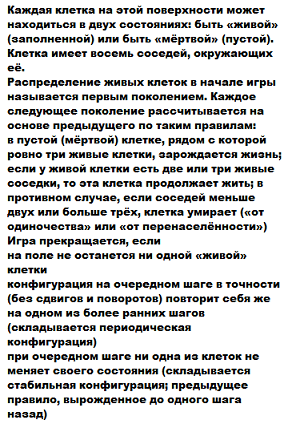 Каждая клетка на этой поверхности может
находиться в двух состояниях: быть «живой»
(заполненной) или быть «мёртвой» (пустой).
Клетка имеет восемь соседей, окружающих
её.
Распределение живых клеток в начале игры
называется первым поколением. Каждое
следующее поколение рассчитывается на
основе предыдущего по таким правилам:
в пустой (мёртвой) клетке, рядом с которой
ровно три живые клетки, зарождается жизнь;
если у живой клетки есть две или три живые
соседки, то эта клетка продолжает жить; в
противном случае, если соседей меньше
двух или больше трёх, клетка умирает («от
одиночества» или «от перенаселённости»)
Игра прекращается, если
на поле не останется ни одной «живой»
клетки
конфигурация на очередном шаге в точности
(без сдвигов и поворотов) повторит себя же
на одном из более ранних шагов
(складывается периодическая
конфигурация)
при очередном шаге ни одна из клеток не
меняет своего состояния (складывается
стабильная конфигурация; предыдущее
правило, вырожденное до одного шага
назад)